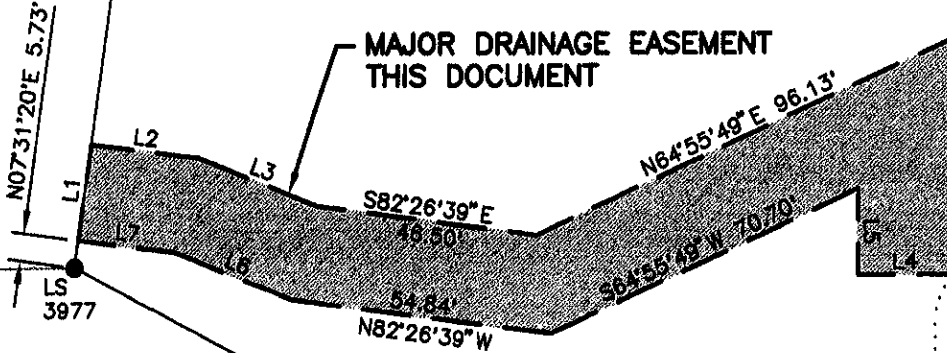 MAJOR DRAINAGE EASEMENT
THIS DOCUMENT
N07°31'20"E 5.73'
L1
L2
L3
S82°26'39"E
46.50'
N64°55'49"E 96.13'
L7
L6
54.84'
N82°26'39"W
S64°55'49"W 70.70'
L5
L4
LS
3977